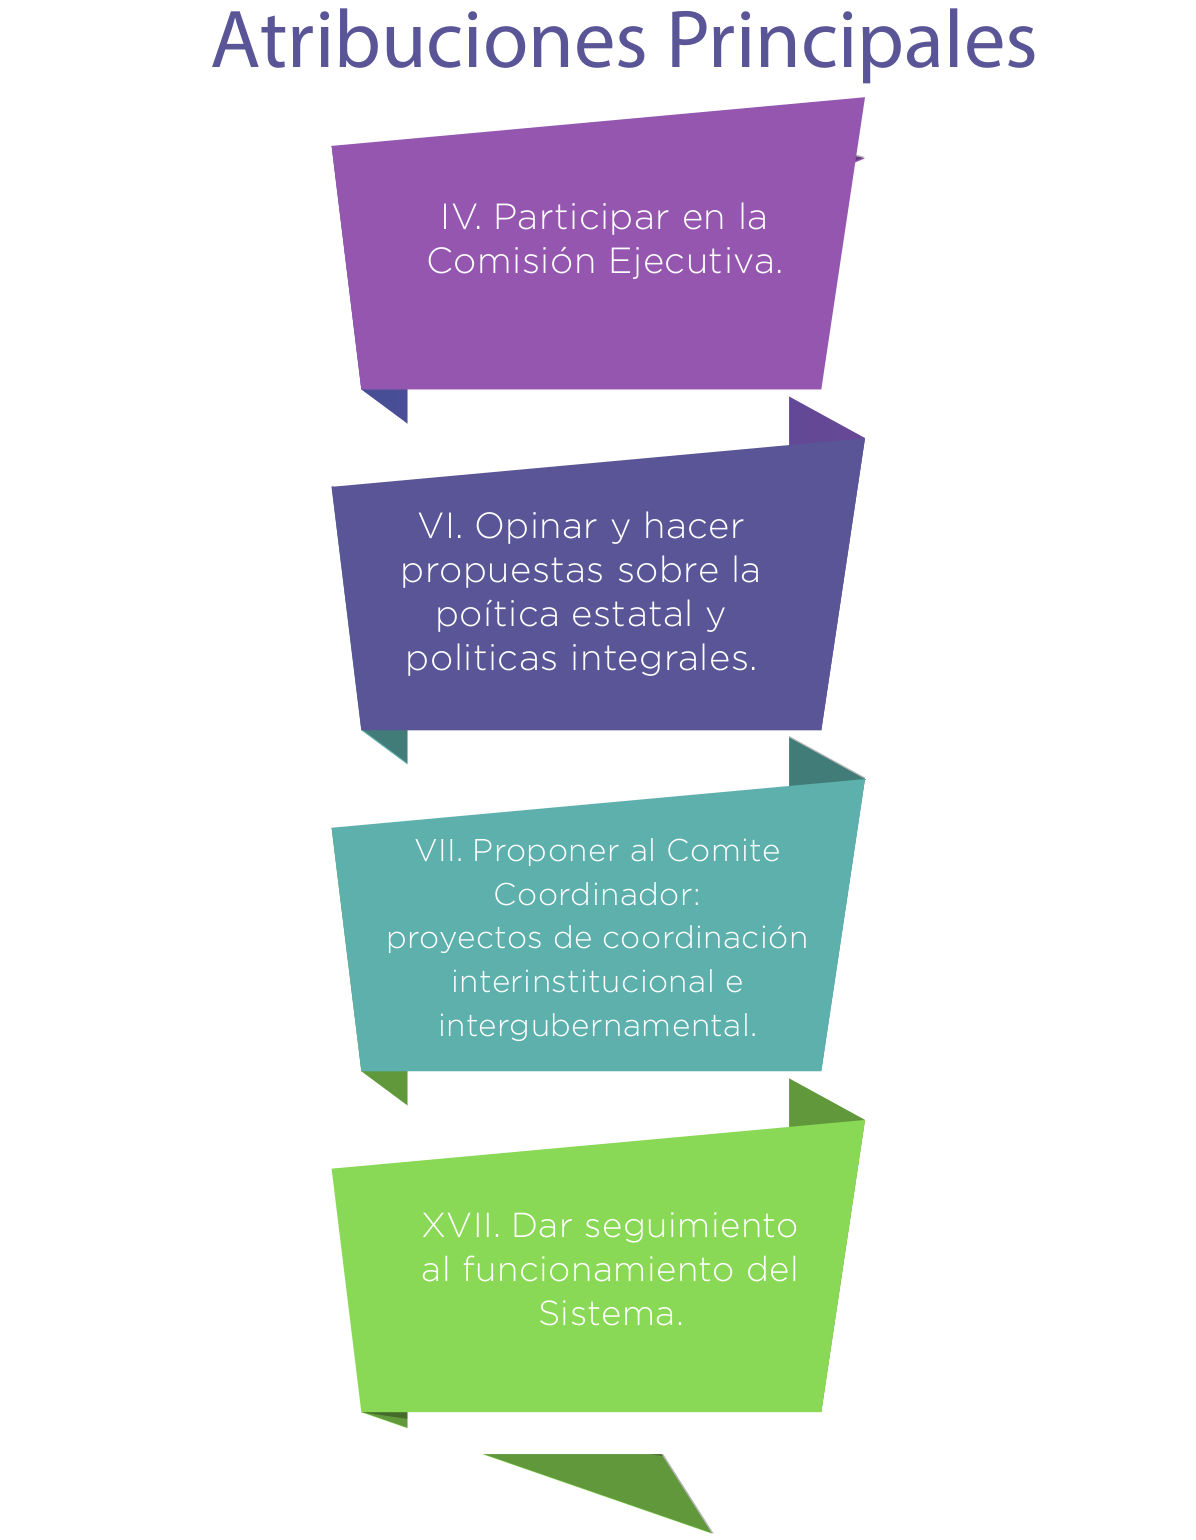 Atribuciones Principales
IV. Participar en la
Comisión Ejecutiva.
VI. Opinar y hacer
propuestas sobre la
poítica estatal y
politicas integrales.
VII. Proponer al Comite
Coordinador:
proyectos de coordinación
interinstitucional e
intergubernamental.
XVII. Dar seguimiento
al funcionamiento del
Sistema.